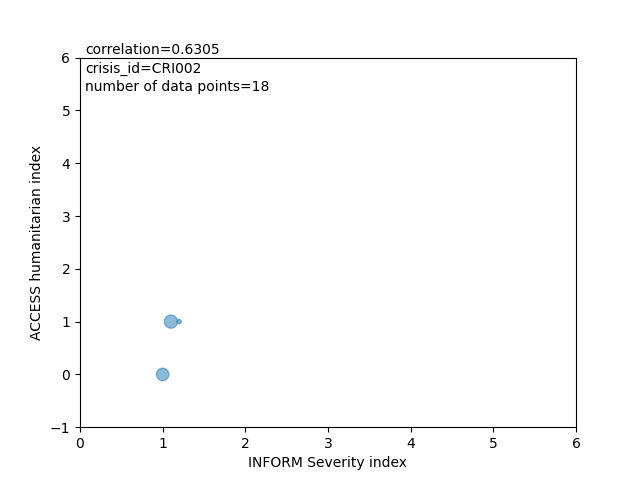 correlation=0.6305
crisis_id=CRI002
number of data points=18
6
5
4
3
2
1
0
−1
ACCESS humanitarian index
0 1 2 3 4 5 6
INFORM Severity index